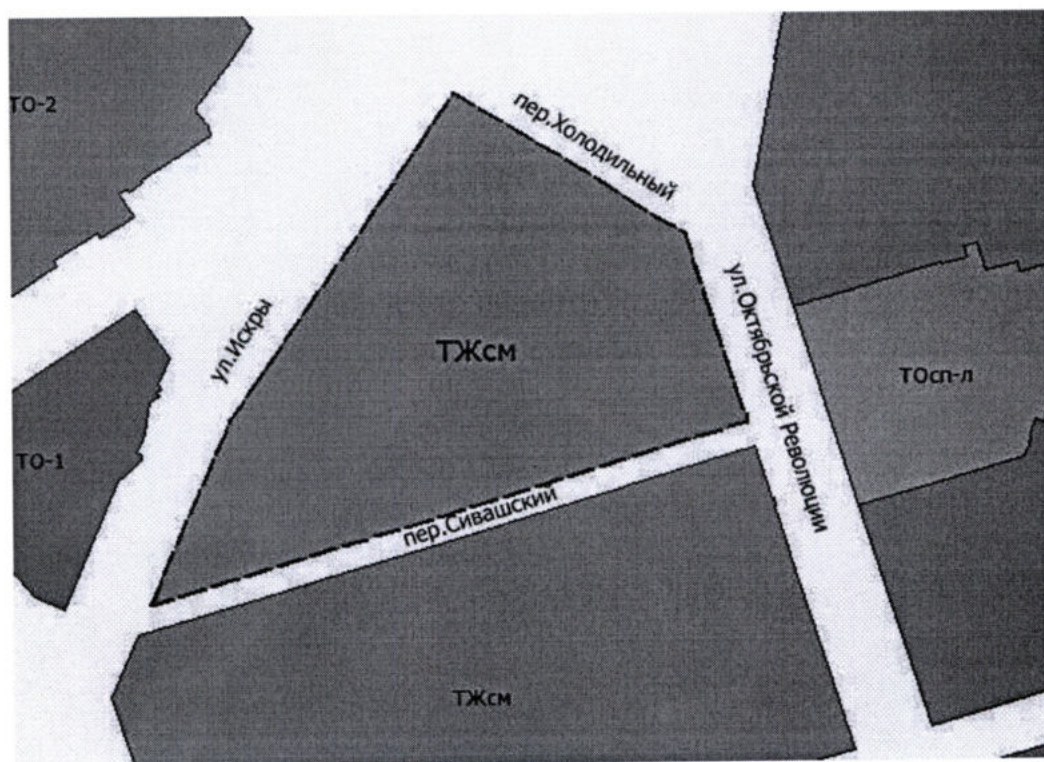 ТО-2
пер.Холодильный
ул.Искры
ул.Октябрьской Революции
ТЖсм
ТОсп-л
ТО-1
пер.Сивашский
ТЖсм